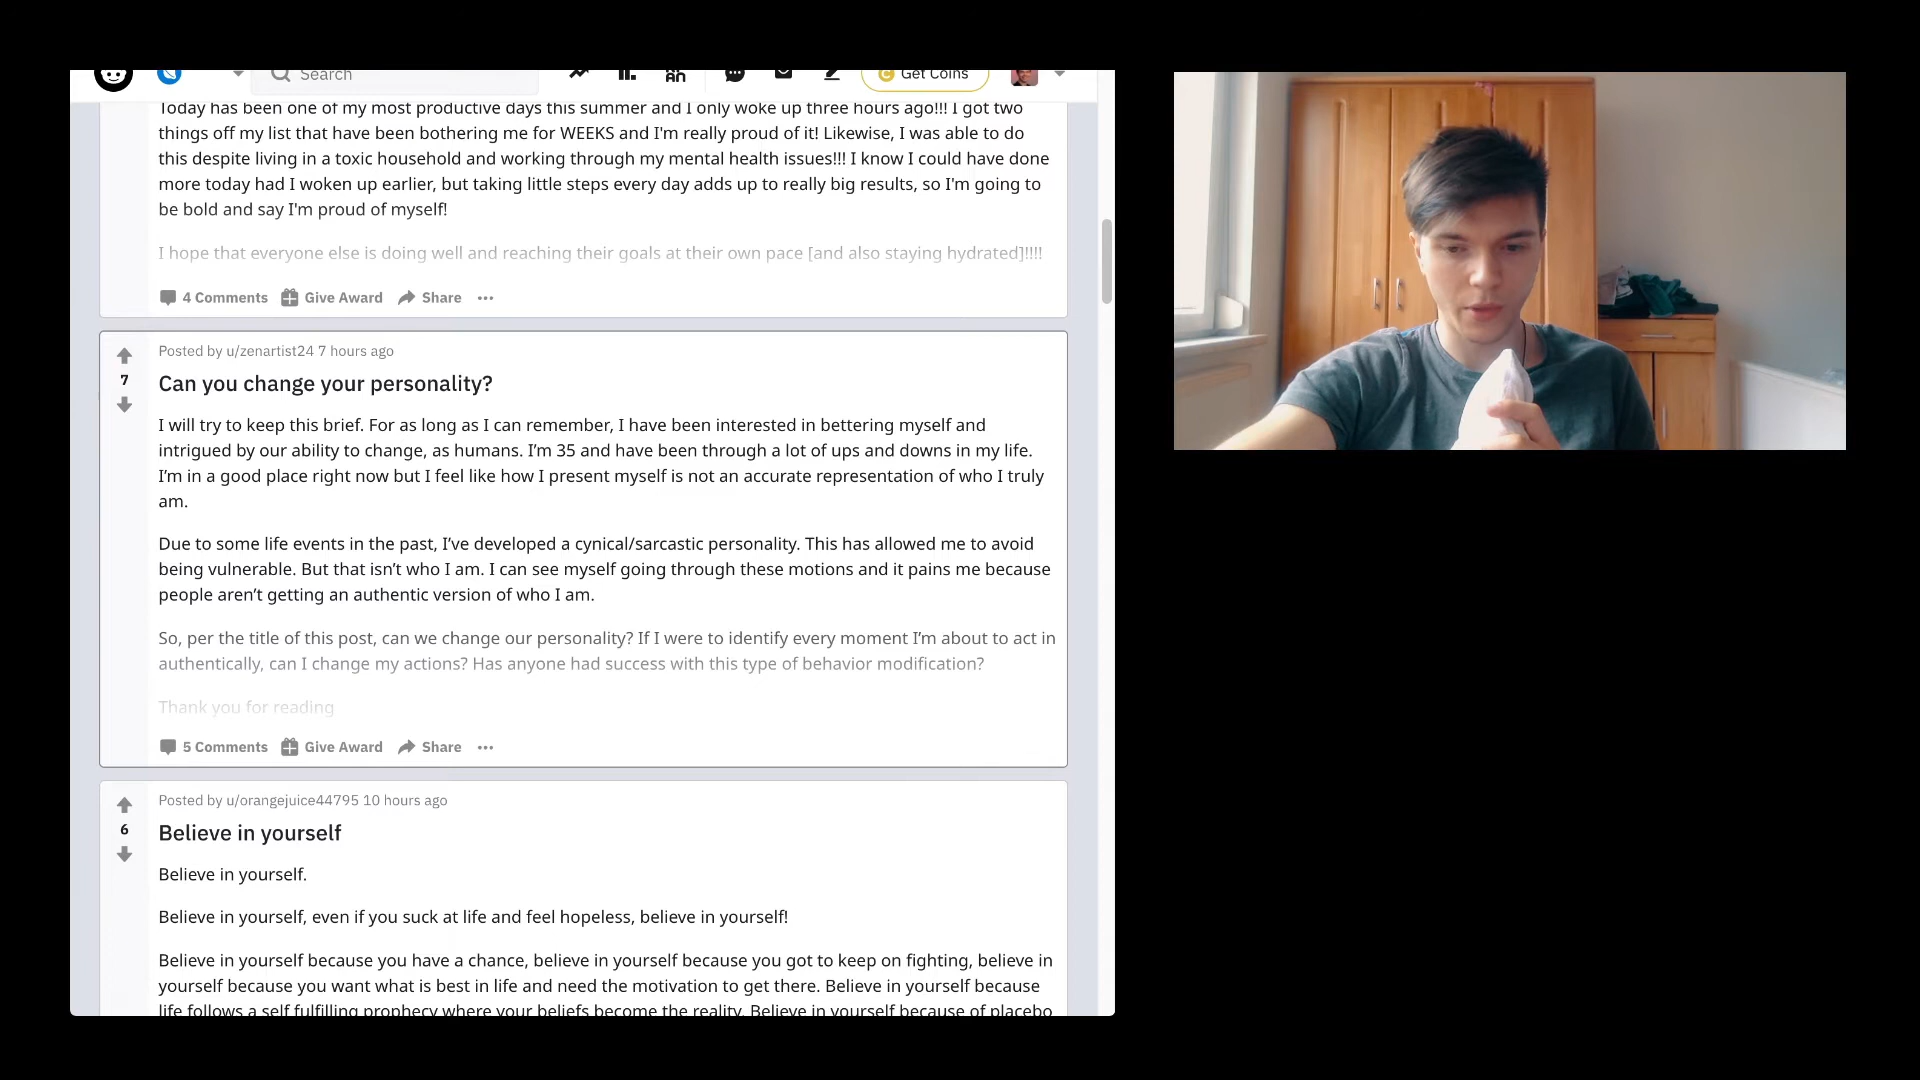 Search
Get Coins
Today has been one of my most productive days this summer and I only woke up three hours ago!!! I got two
things off my list that have been bothering me for WEEKS and I'm really proud of it! Likewise, I was able to do
this despite living in a toxic household and working through my mental health issues!!! I know I could have done
more today had I woken up earlier, but taking little steps every day adds up to really big results, so I'm going to
be bold and say I'm proud of myself!
I hope that everyone else is doing well and reaching their goals at their own pace [and also staying hydrated]!!!!
4 Comments Give Award Share
Posted by u/zenartist24 7 hours ago
7
Can you change your personality?
I will try to keep this brief. For as long as I can remember, I have been interested in bettering myself and
intrigued by our ability to change, as humans. I’m 35 and have been through a lot of ups and downs in my life.
I’m in a good place right now but I feel like how I present myself is not an accurate representation of who I truly
am.
Due to some life events in the past, I’ve developed a cynical/sarcastic personality. This has allowed me to avoid
being vulnerable. But that isn’t who I am. I can see myself going through these motions and it pains me because
people aren’t getting an authentic version of who I am.
So, per the title of this post, can we change our personality? If I were to identify every moment I’m about to act in
authentically, can I change my actions? Has anyone had success with this type of behavior modification?
Thank you for reading
5 Comments Give Award Share
Posted by u/orangejuice44795 10 hours ago
6
Believe in yourself
Believe in yourself.
Believe in yourself, even if you suck at life and feel hopeless, believe in yourself!
Believe in yourself because you have a chance, believe in yourself because you got to keep on fighting, believe in
yourself because you want what is best in life and need the motivation to get there. Believe in yourself because
life follows a self fulfilling prophecy where your beliefs become the reality. Believe in yourself because of placebo